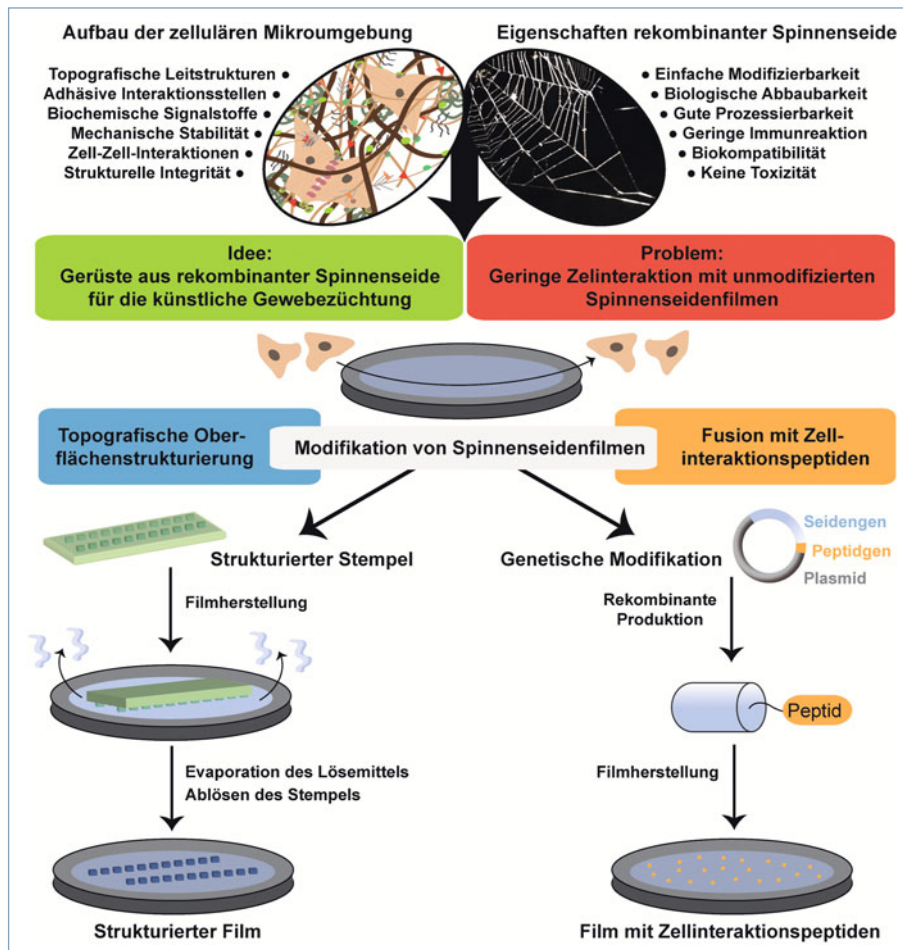 Aufbau der zellulären Mikroumgebung
Topografische Leitstrukturen ●
Adhäsive Interaktionsstellen ●
Biochemische Signalstoffe ●
Mechanische Stabilität ●
Zell-Zell-Interaktionen ●
Strukturelle Integrität ●
Eigenschaften rekombinanter Spinnenseide
● Einfache Modifizierbarkeit
● Biologische Abbaubarkeit
● Gute Prozessierbarkeit
● Geringe Immunreaktion
● Biokompatibilität
● Keine Toxizität
Idee:
Gerüste aus rekombinanter Spinnenseide
für die künstliche Gewebezüchtung
Problem:
Geringe Zelinteraktion mit unmodifizierten
Spinnenseidenfilmen
Topografische Ober-
flächenstrukturierung
Modifikation von Spinnenseidenfilmen
Fusion mit Zell-
interaktionspeptiden
Strukturierter Stempel
Filmherstellung
Evaporation des Lösemittels
Ablösen des Stempels
Strukturierter Film
Genetische Modifikation
Seidengen
Peptidgen
Plasmid
Rekombinante
Produktion
Peptid
Filmherstellung
Film mit Zellinteraktionspeptiden